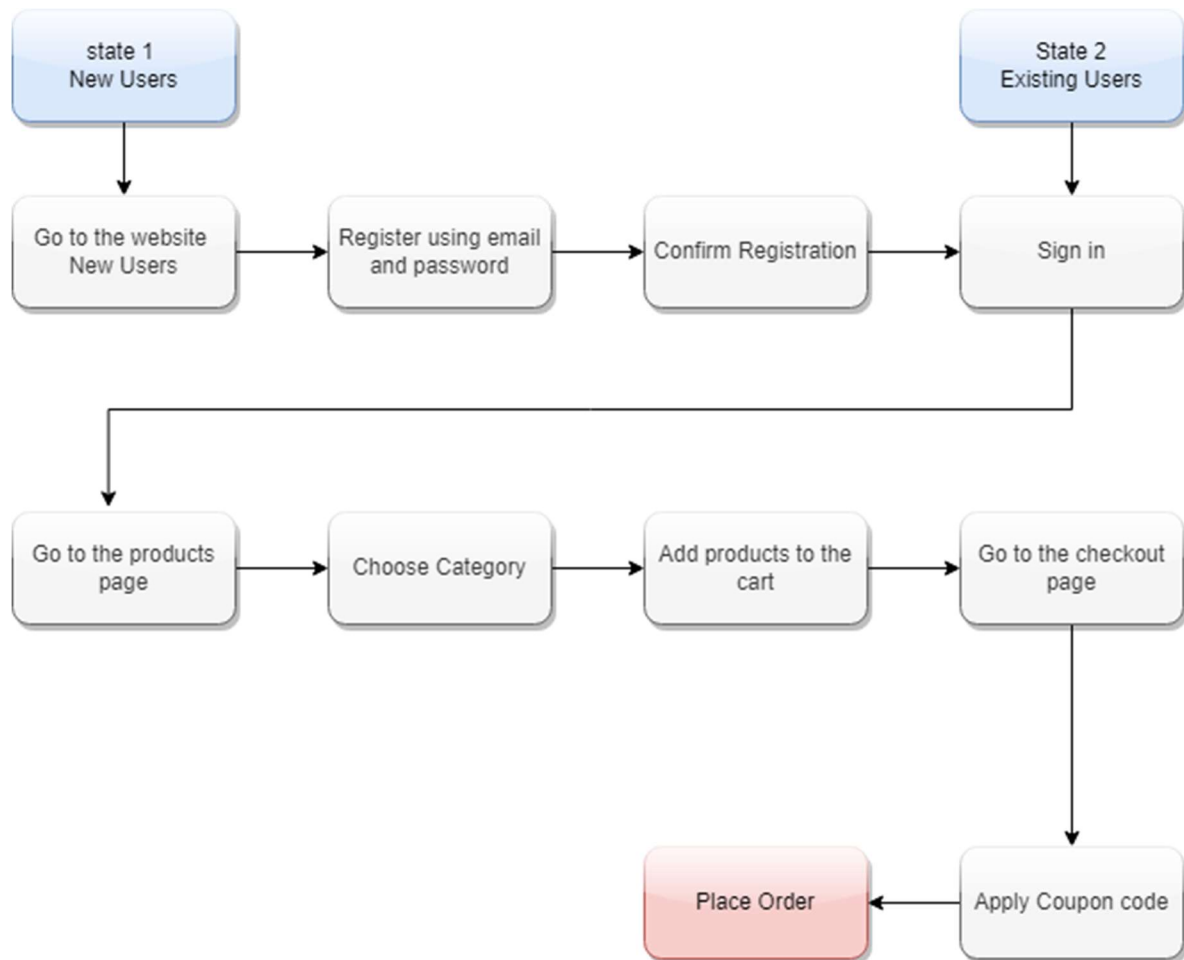 state 1
New Users
State 2
Existing Users
Go to the website
New Users
Register using email
and password
Confirm Registration
Sign in
Go to the products
page
Choose Category
Add products to the
cart
Go to the checkout
page
Place Order
Apply Coupon code